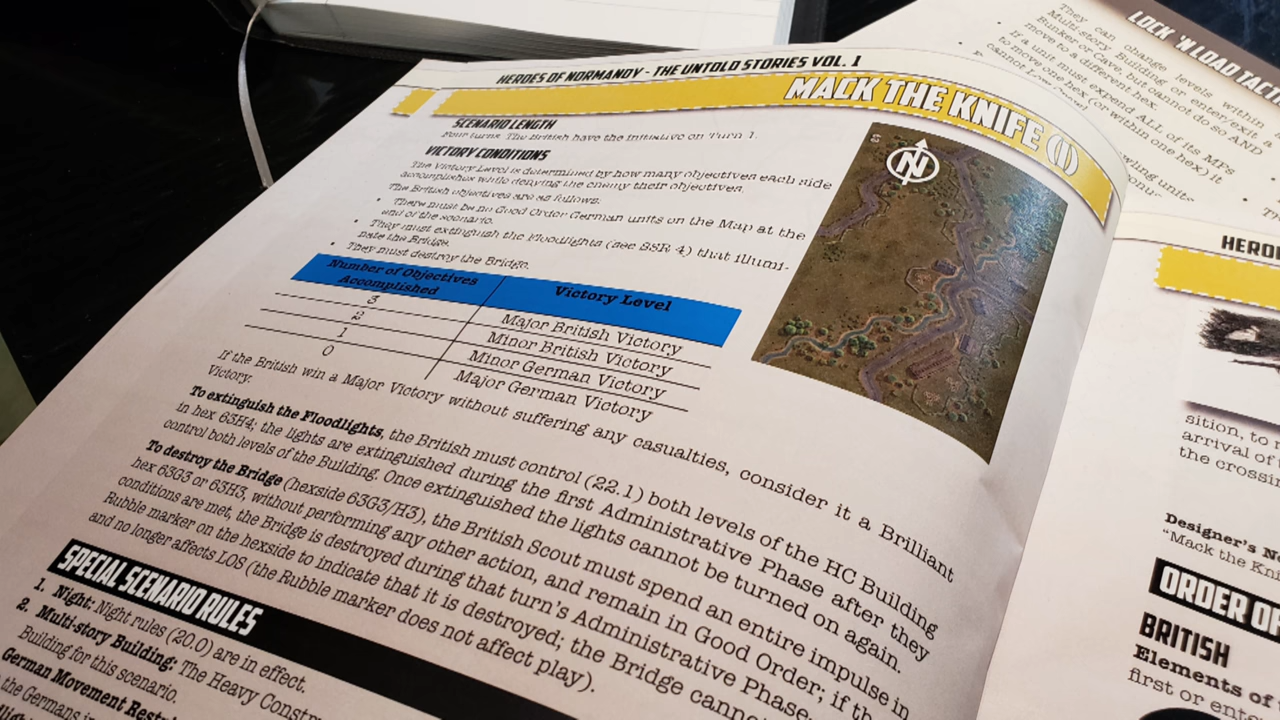 HEROES OF NORMANDY - THE UNTOLD STORIES VOL. 1
MACK THE KNIFE (1)
SCENARIO LENGTH
Four turns. The British have the initiative on Turn 1.
VICTORY CONDITIONS
The Victory Level is determined by how many objectives each side
accomplishes while denying the enemy their objectives.
The British objectives are as follows.
• There must be no Good Order German units on the Map at the
end of the scenario.
• They must extinguish the Floodlights (see SSR 4) that illumi-
nate the Bridge.
• They must destroy the Bridge.
Number of Objectives
Accomplished
Victory Level
3
Major British Victory
2
Minor British Victory
1
Minor German Victory
0
Major German Victory
If the British win a Major Victory without suffering any casualties, consider it a Brilliant
Victory.
To extinguish the Floodlights, the British must control (22.1) both levels of the HC Building
in hex 63H4; the lights are extinguished during the first Administrative Phase after they
control both levels of the Building. Once extinguished the lights cannot be turned on again.
To destroy the Bridge (hexside 63G3/H3), the British Scout must spend an entire impulse in
hex 63G3 or 63H3, without performing any other action, and remain in Good Order; if the
conditions are met, the Bridge is destroyed during that turn's Administrative Phase.
Rubble marker on the hexside to indicate that it is destroyed; the Bridge
and no longer affects LOS (the Rubble marker does not affect play).
SPECIAL SCENARIO RULES
1. Night: Night rules (20.0) are in effect.
2. Multi-story Building: The Heavy
Building for this scenario.
German Movement
the Germans
N
LOCK 'N LOAD
They can change levels within a
Multi-story Building or enter/exit a
Bunker or Cave but cannot do so AND
move to a different hex.
• If a unit must expend ALL of its MFs
to move one hex (or within one hex) it
cannot
sition, to
arrival of
the
Designer's
"Mack the
ORDER OF
BRITISH
Elements of
first or